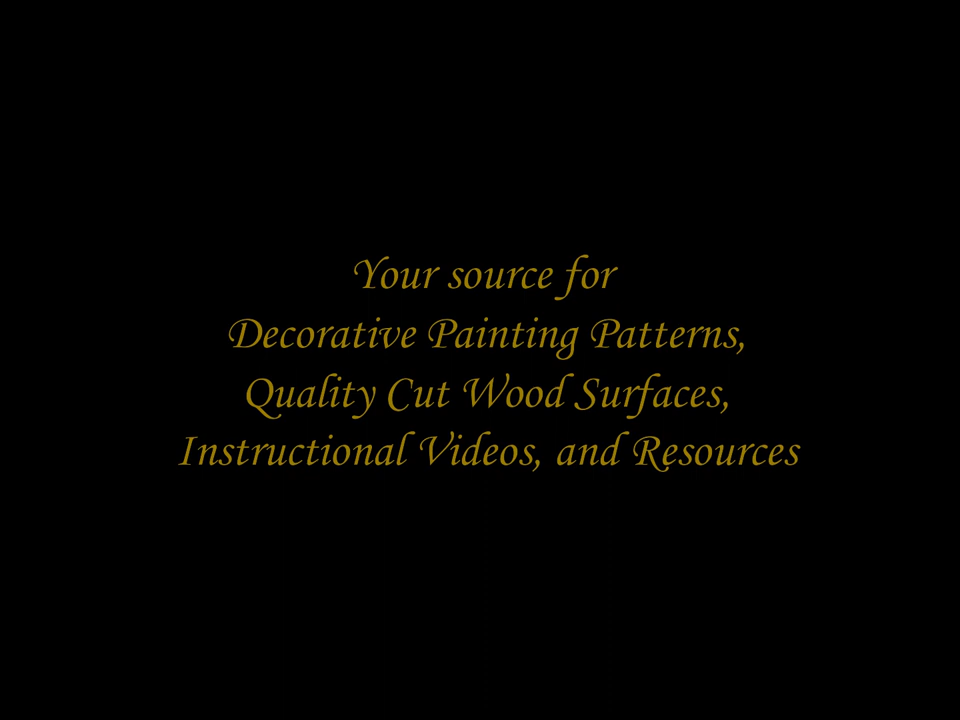 Your source for
Decorative Painting Patterns,
Quality Cut Wood Surfaces,
Instructional Videos, and Resources